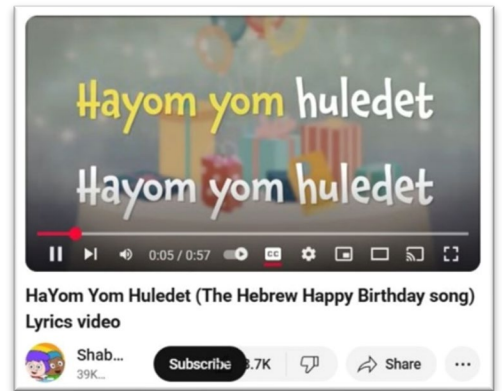 Hayom yom huledet
Hayom yom huledet
0:05 / 0:57
CC
HaYom Yom Huledet (The Hebrew Happy Birthday song)
Lyrics video
Shab...
39K...
Subscribe .7K Share